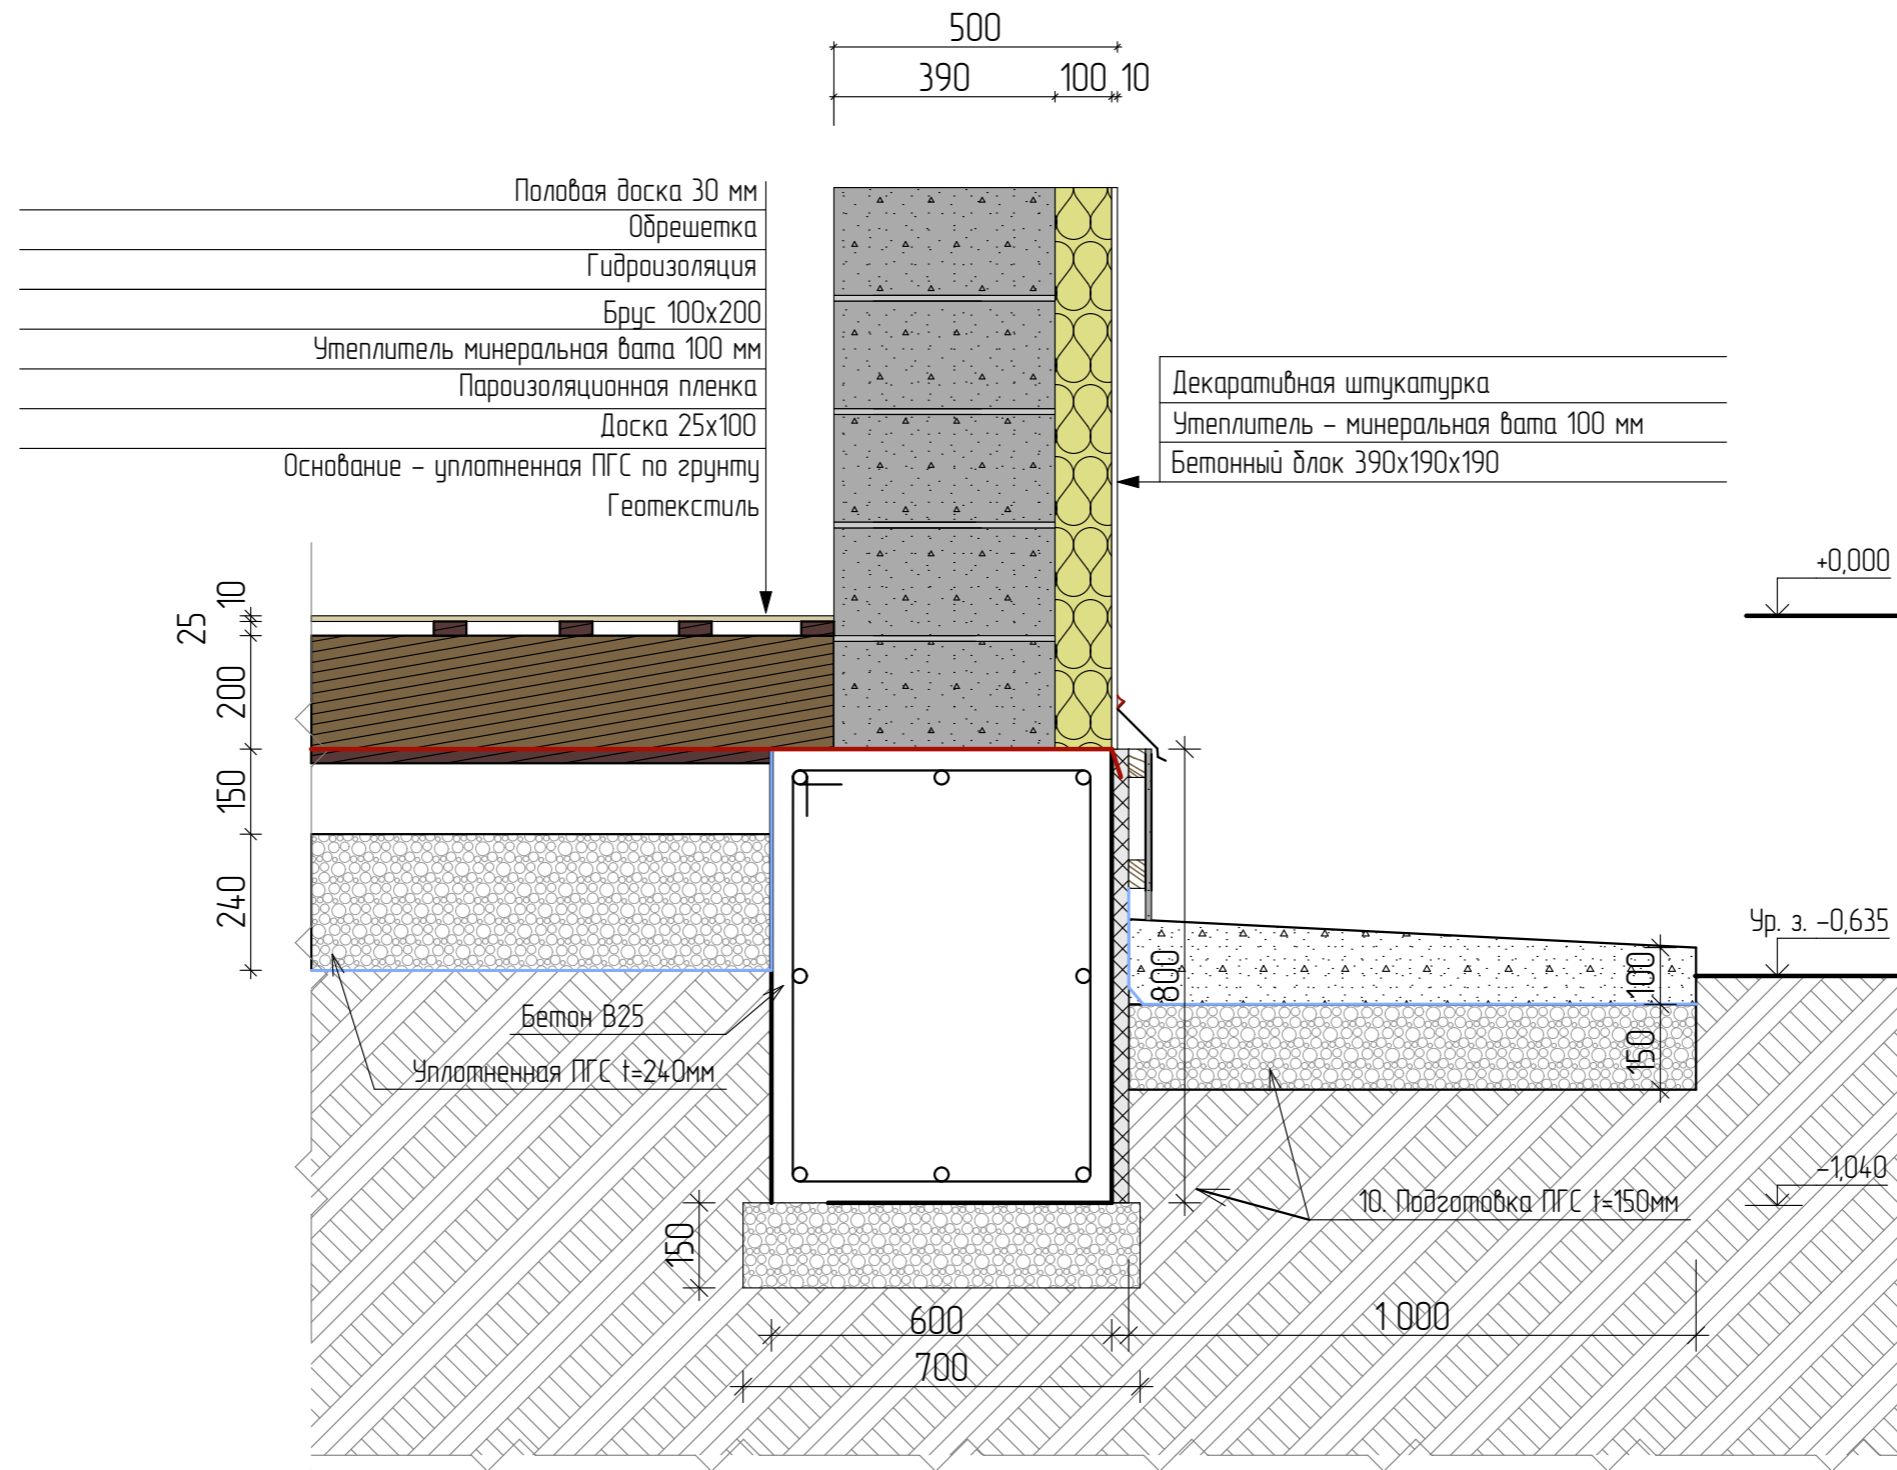 500
390
100
10
Половая доска 30 мм
Обрешетка
Гидроизоляция
Брус 100х200
Утеплитель минеральная вата 100 мм
Пароизоляционная пленка
Доска 25х100
Основание – уплотненная ПГС по грунту
Геотекстиль
Декаративная штукатурка
Утеплитель – минеральная вата 100 мм
Бетонный блок 390х190х190
+0,000
10
25
200
150
240
Ур. з. -0,635
800
100
150
Бетон В25
Уплотненная ПГС t=240мм
-1,040
10. Подготовка ПГС t=150мм
150
600
1 000
700